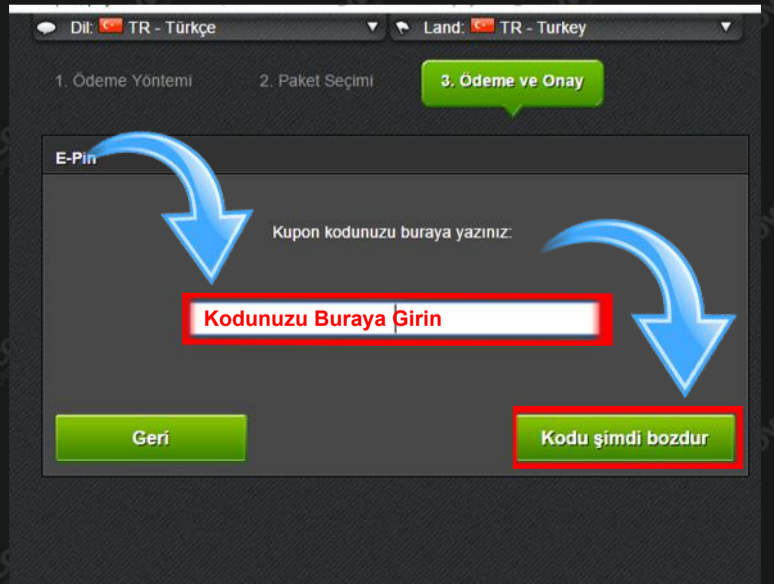 Dil: TR - Türkçe Land: TR - Turkey
1. Ödeme Yöntemi 2. Paket Seçimi 3. Ödeme ve Onay
E-Pin
Kupon kodunuzu buraya yazınız:
Kodunuzu Buraya Girin
Geri Kodu şimdi bozdur